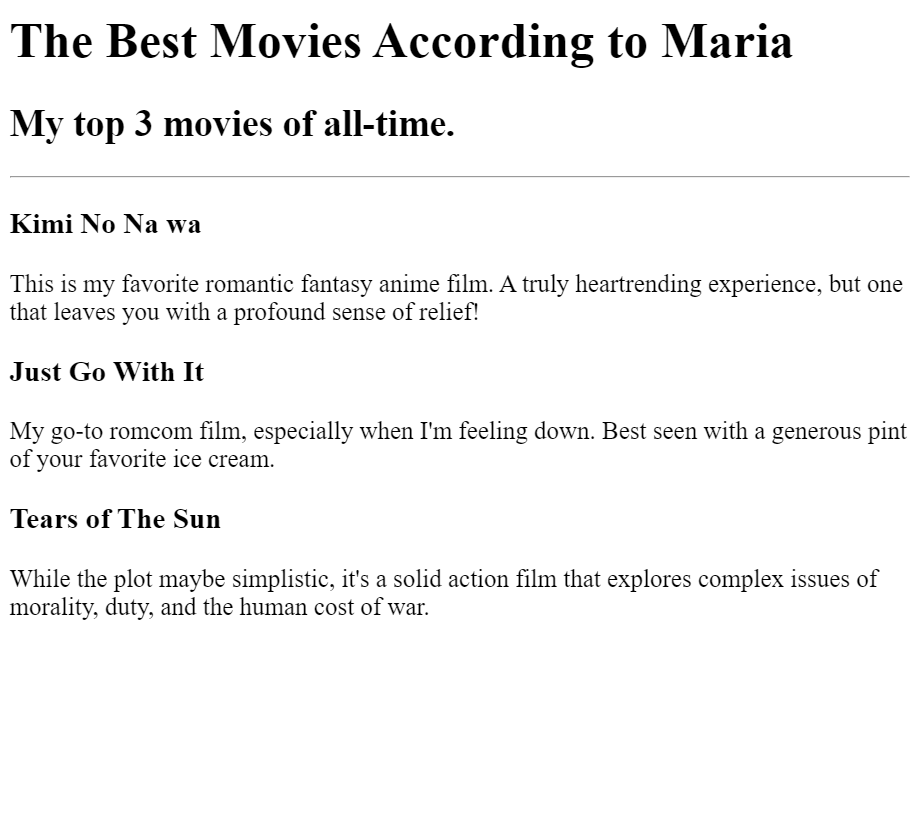 The Best Movies According to Maria
My top 3 movies of all-time.
Kimi No Na wa
This is my favorite romantic fantasy anime film. A truly heartrending experience, but one
that leaves you with a profound sense of relief!
Just Go With It
My go-to romcom film, especially when I'm feeling down. Best seen with a generous pint
of your favorite ice cream.
Tears of The Sun
While the plot maybe simplistic, it's a solid action film that explores complex issues of
morality, duty, and the human cost of war.